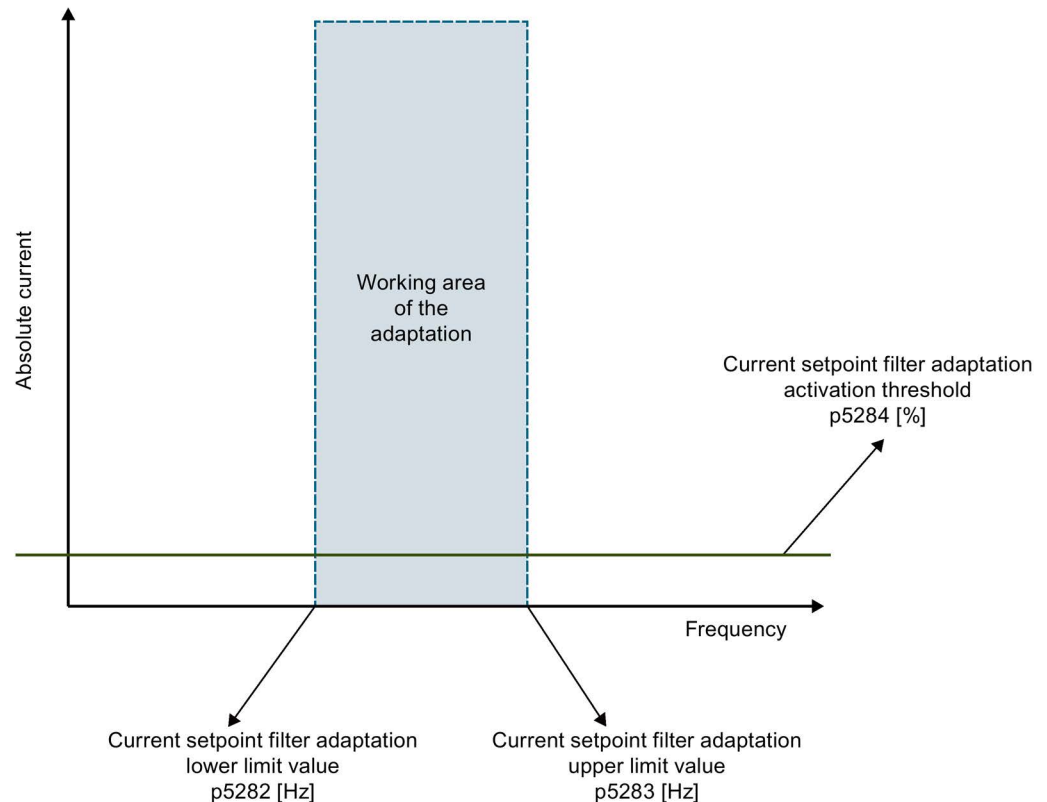 Absolute current
Working area
of the
adaptation
Current setpoint filter adaptation
activation threshold
p5284 [%]
Frequency
Current setpoint filter adaptation
lower limit value
p5282 [Hz]
Current setpoint filter adaptation
upper limit value
p5283 [Hz]